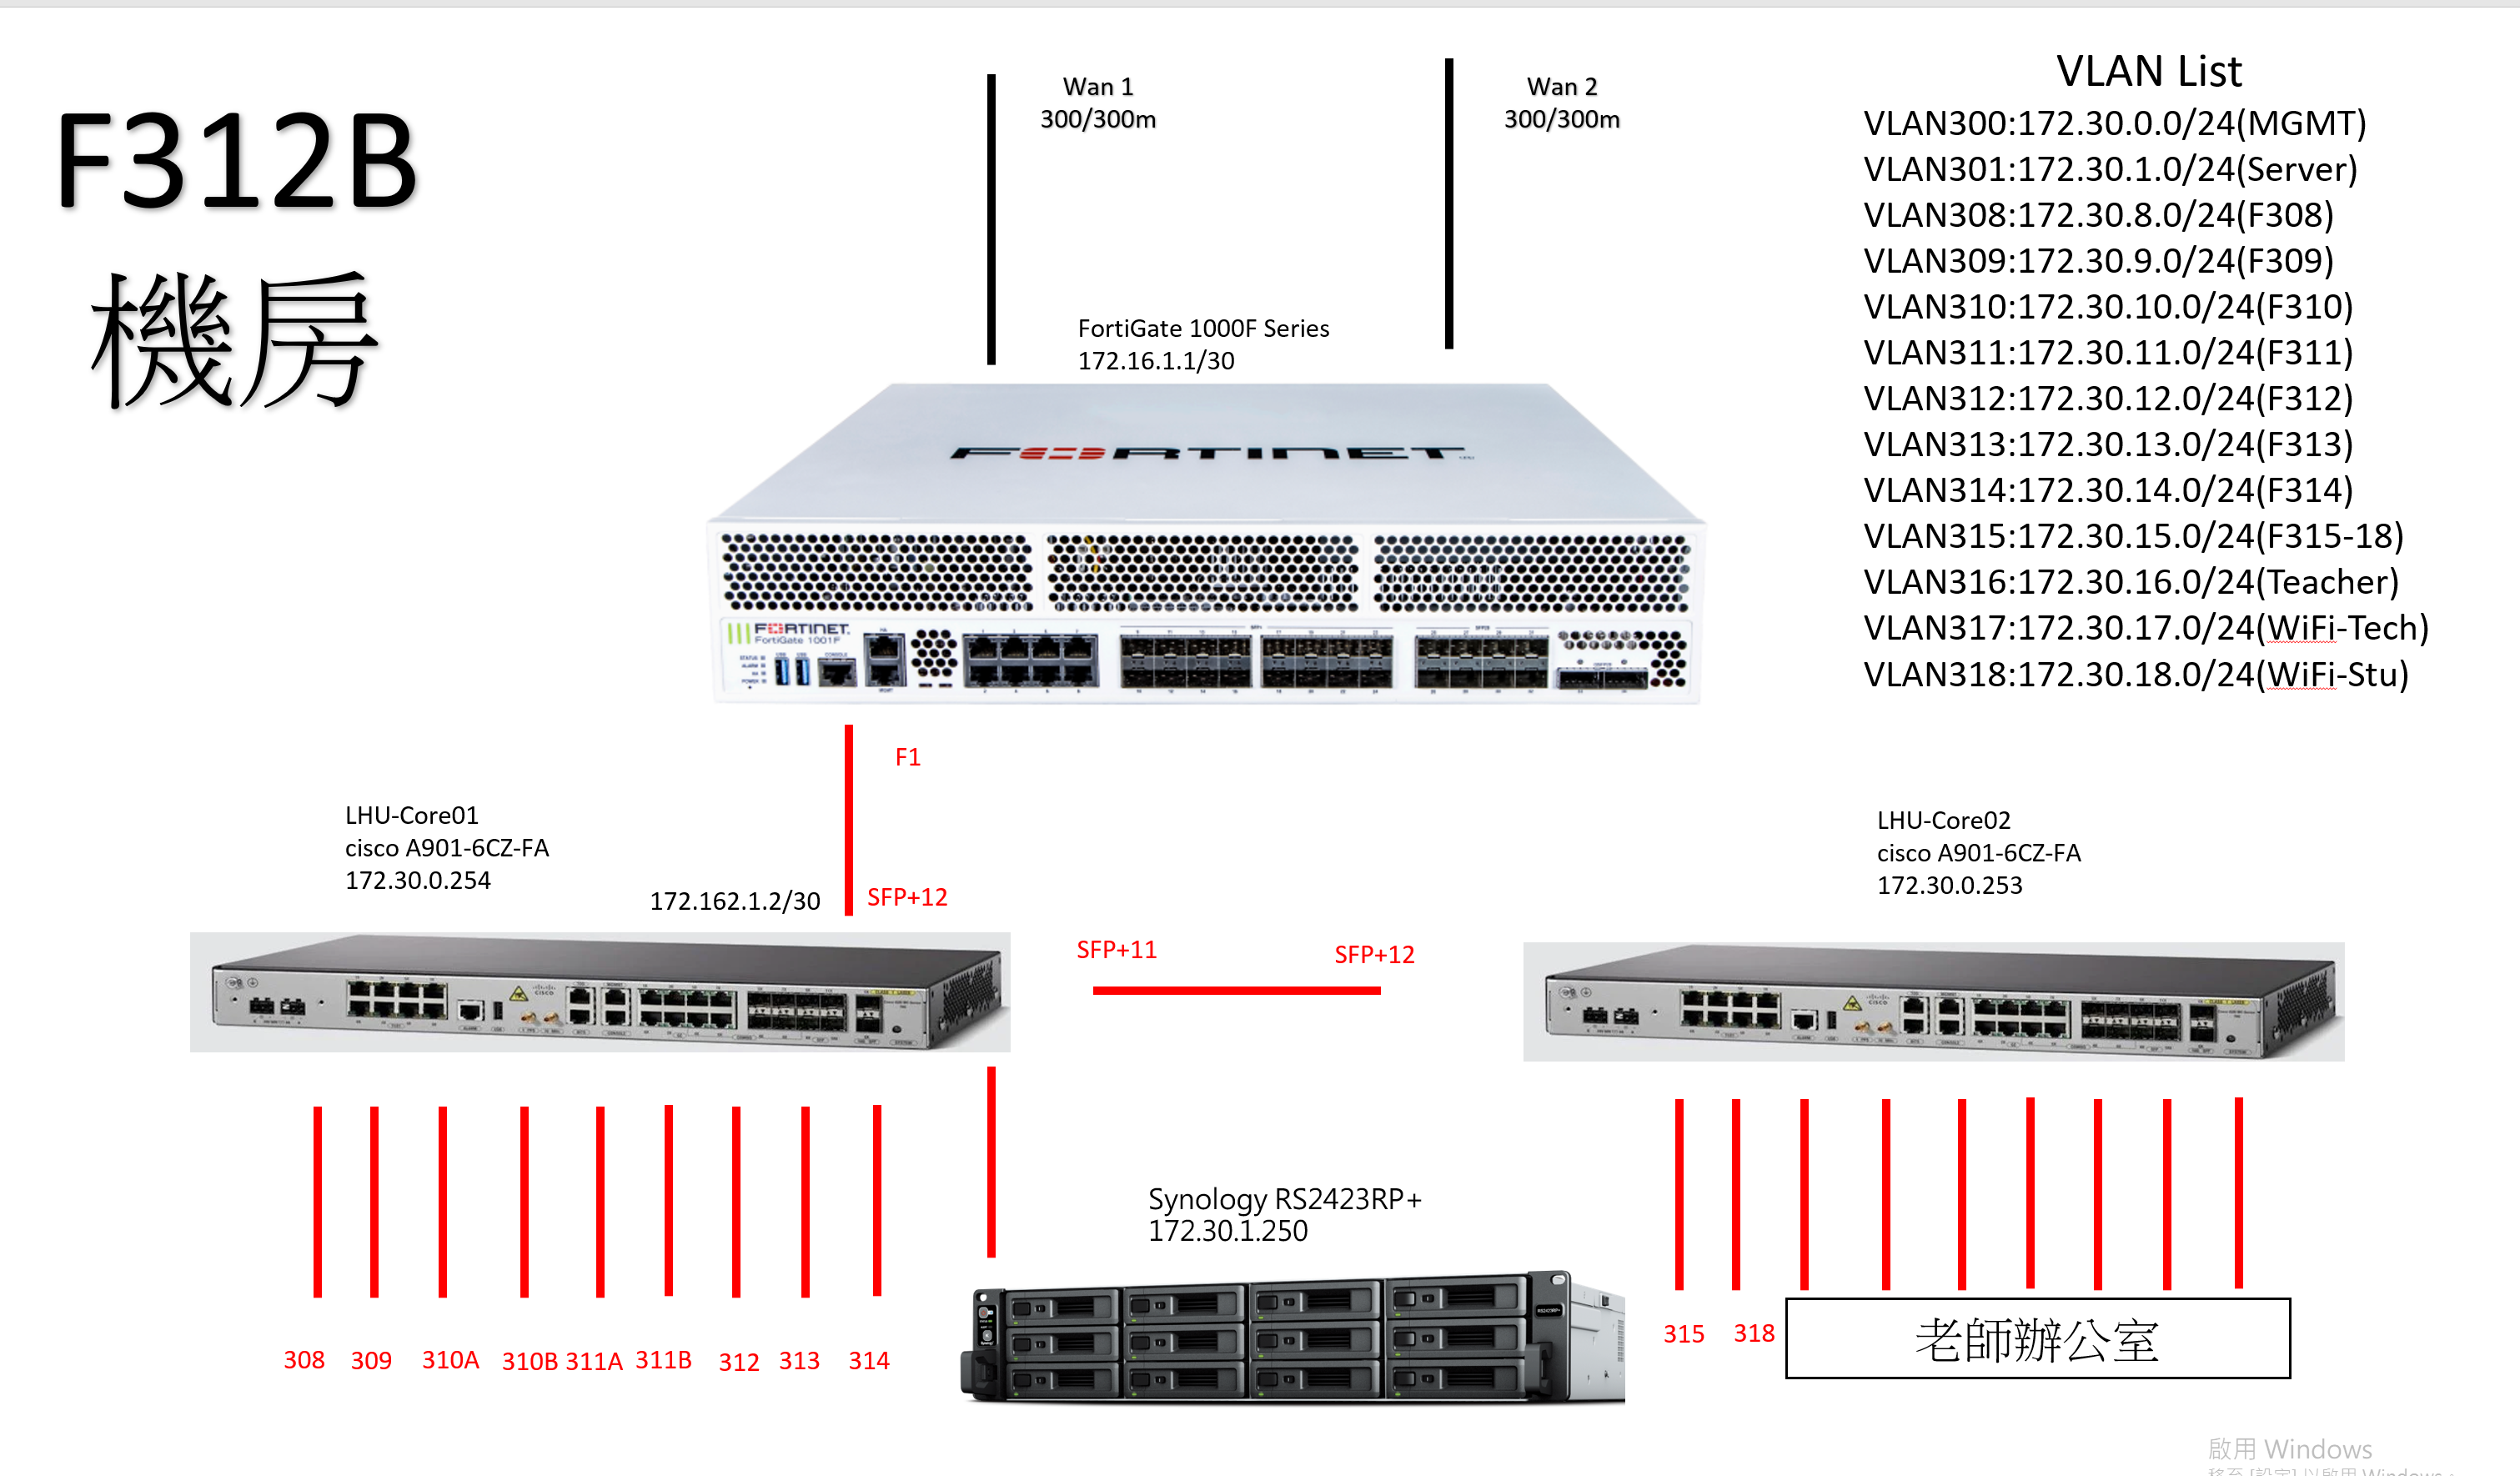 F312B
機房
Wan 1
300/300m
Wan 2
300/300m
FortiGate 1000F Series
172.16.1.1/30
FORTINET
FORTINET
FortiGate 1001F
VLAN List
VLAN300:172.30.0.0/24(MGMT)
VLAN301:172.30.1.0/24(Server)
VLAN308:172.30.8.0/24(F308)
VLAN309:172.30.9.0/24(F309)
VLAN310:172.30.10.0/24(F310)
VLAN311:172.30.11.0/24(F311)
VLAN312:172.30.12.0/24(F312)
VLAN313:172.30.13.0/24(F313)
VLAN314:172.30.14.0/24(F314)
VLAN315:172.30.15.0/24(F315-18)
VLAN316:172.30.16.0/24(Teacher)
VLAN317:172.30.17.0/24(WiFi-Tech)
VLAN318:172.30.18.0/24(WiFi-Stu)
F1
LHU-Core01
cisco A901-6CZ-FA
172.30.0.254
172.162.1.2/30
SFP+12
SFP+11
SFP+12
LHU-Core02
cisco A901-6CZ-FA
172.30.0.253
CISCO
CISCO
Synology RS2423RP+
172.30.1.250
308
309
310A
310B
311A
311B
312
313
314
315
318
老師辦公室
啟用 Windows